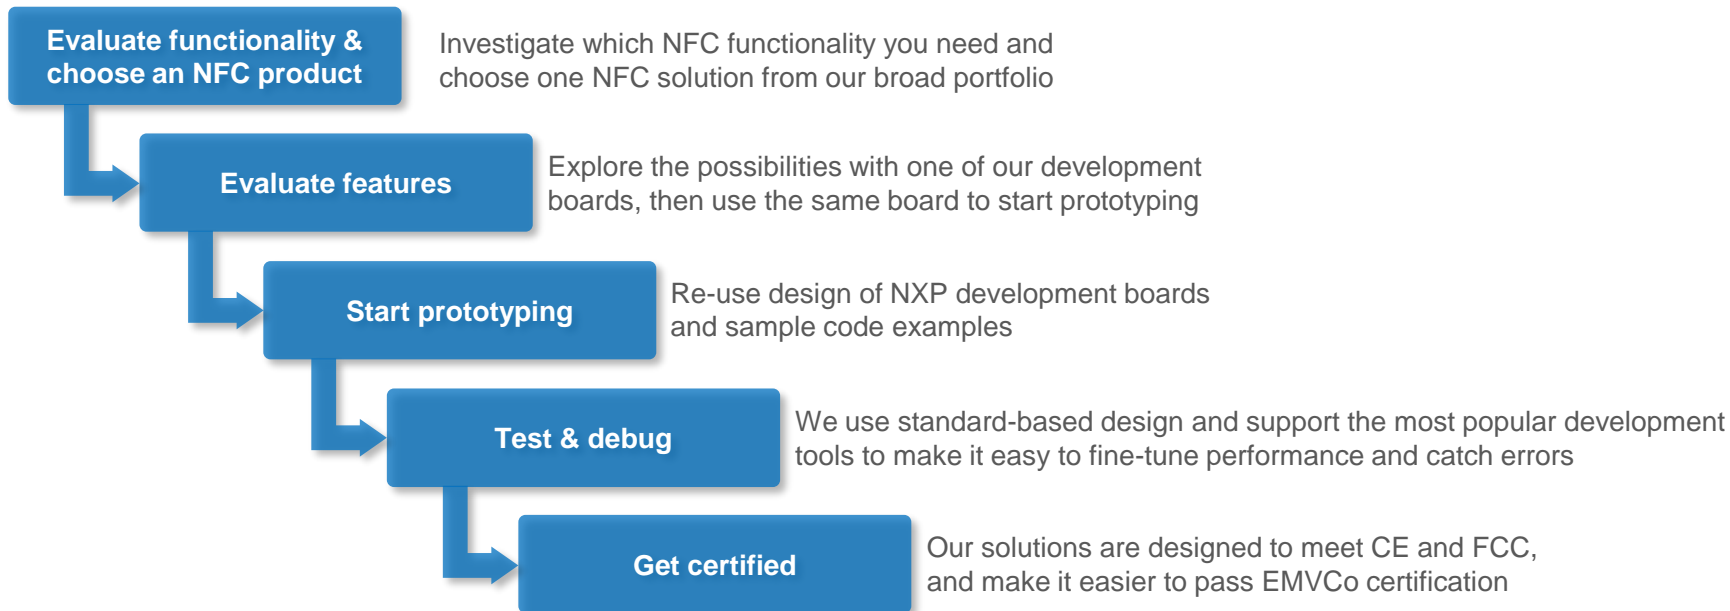 Evaluate functionality &
choose an NFC product
Investigate which NFC functionality you need and
choose one NFC solution from our broad portfolio
Evaluate features
Explore the possibilities with one of our development
boards, then use the same board to start prototyping
Start prototyping
Re-use design of NXP development boards
and sample code examples
Test & debug
We use standard-based design and support the most popular development
tools to make it easy to fine-tune performance and catch errors
Get certified
Our solutions are designed to meet CE and FCC,
and make it easier to pass EMVCo certification